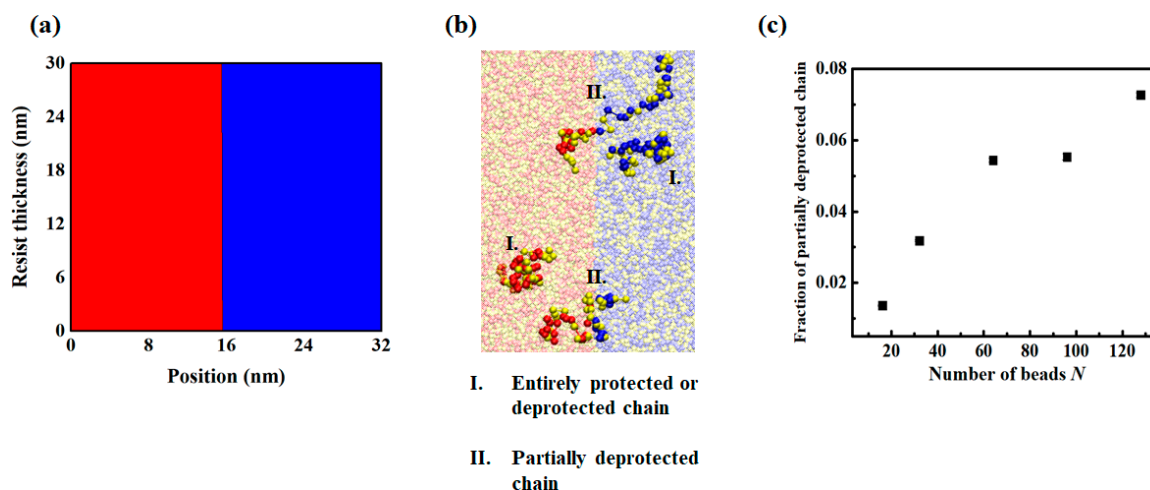 (a)
30
24
18
12
6
0
Resist thickness (nm)
0 8 16 24 32
Position (nm)
(b)
II.
I.
I.
II.
I. Entirely protected or
deprotected chain
II. Partially deprotected
chain
(c)
0.08
0.06
0.04
0.02
Fraction of partially deprotected chain
20 40 60 80 100 120
Number of beads N